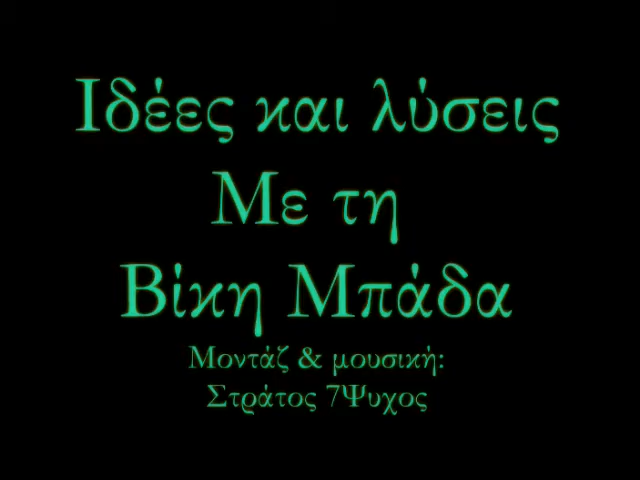 Ιδέες και λύσεις
Με τη
Βίκη Μπάδα
Μοντάζ & μουσική:
Στράτος 7Ψυχος